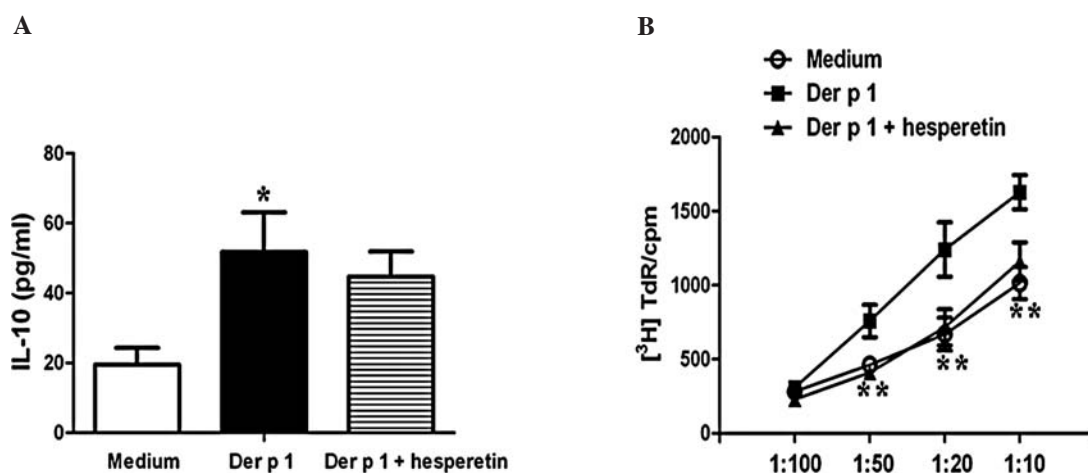 A
IL-10 (pg/ml)
80
60
40
20
0
*
Medium
Der p 1
Der p 1 + hesperetin
B
Medium
Der p 1
Der p 1 + hesperetin
[³H] TdR/cpm
2000
1500
1000
500
0
**
**
**
1:100
1:50
1:20
1:10